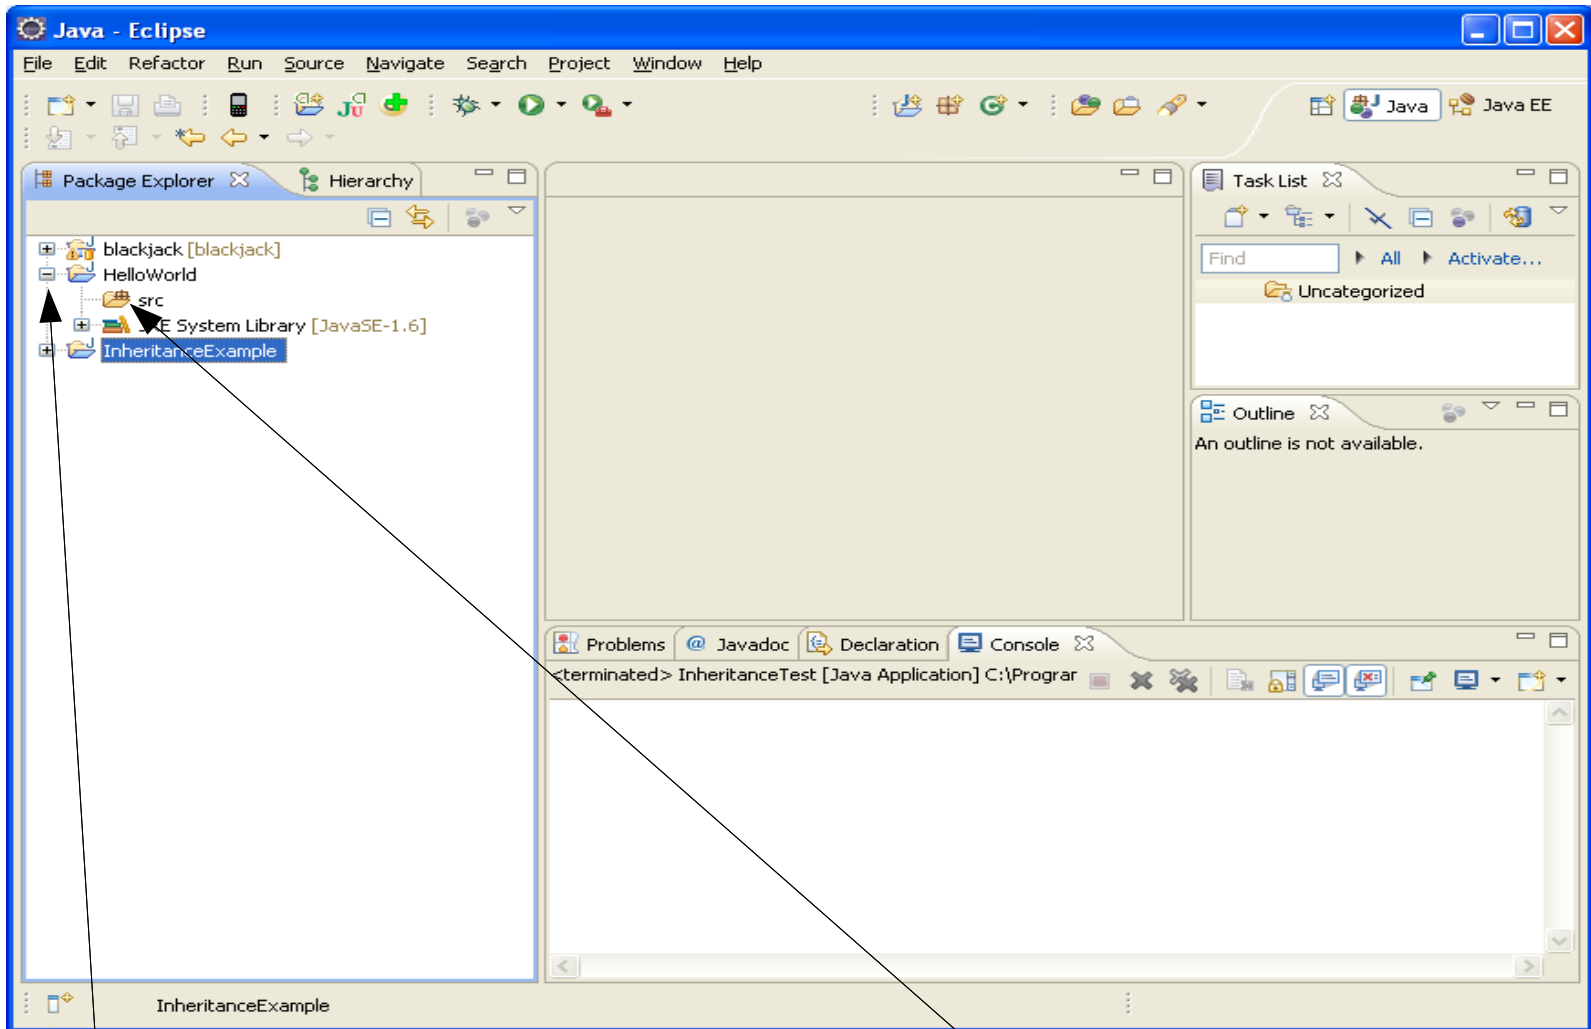 Java - Eclipse
File Edit Refactor Run Source Navigate Search Project Window Help
Java Java EE
Package Explorer Hierarchy
blackjack [blackjack]
HelloWorld
src
System Library [JavaSE-1.6]
InheritanceExample
Task List
Find All Activate...
Uncategorized
Outline
An outline is not available.
Problems @ Javadoc Declaration Console
<terminated> InheritanceTest [Java Application] C:\Prograr
InheritanceExample